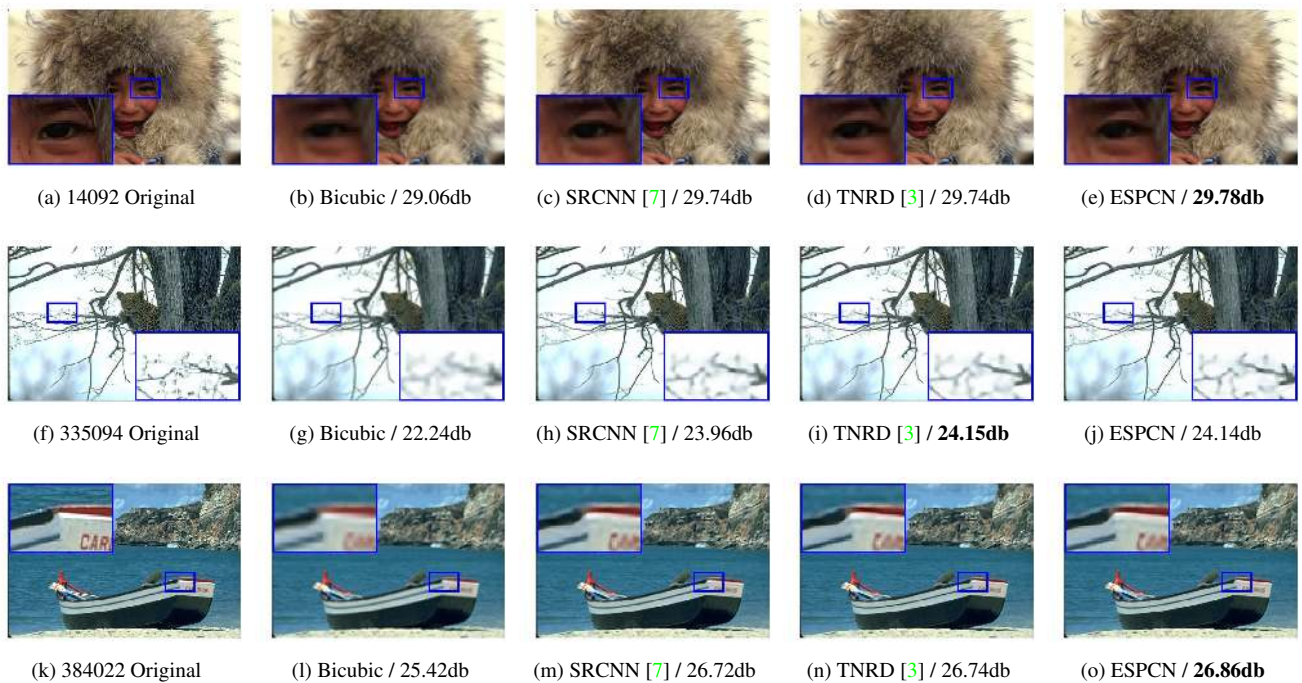 (a) 14092 Original
(b) Bicubic / 29.06db
(c) SRCNN [7] / 29.74db
(d) TNRD [3] / 29.74db
(e) ESPCN / 29.78db
(f) 335094 Original
(g) Bicubic / 22.24db
(h) SRCNN [7] / 23.96db
(i) TNRD [3] / 24.15db
(j) ESPCN / 24.14db
CAR
(k) 384022 Original
(l) Bicubic / 25.42db
(m) SRCNN [7] / 26.72db
(n) TNRD [3] / 26.74db
(o) ESPCN / 26.86db